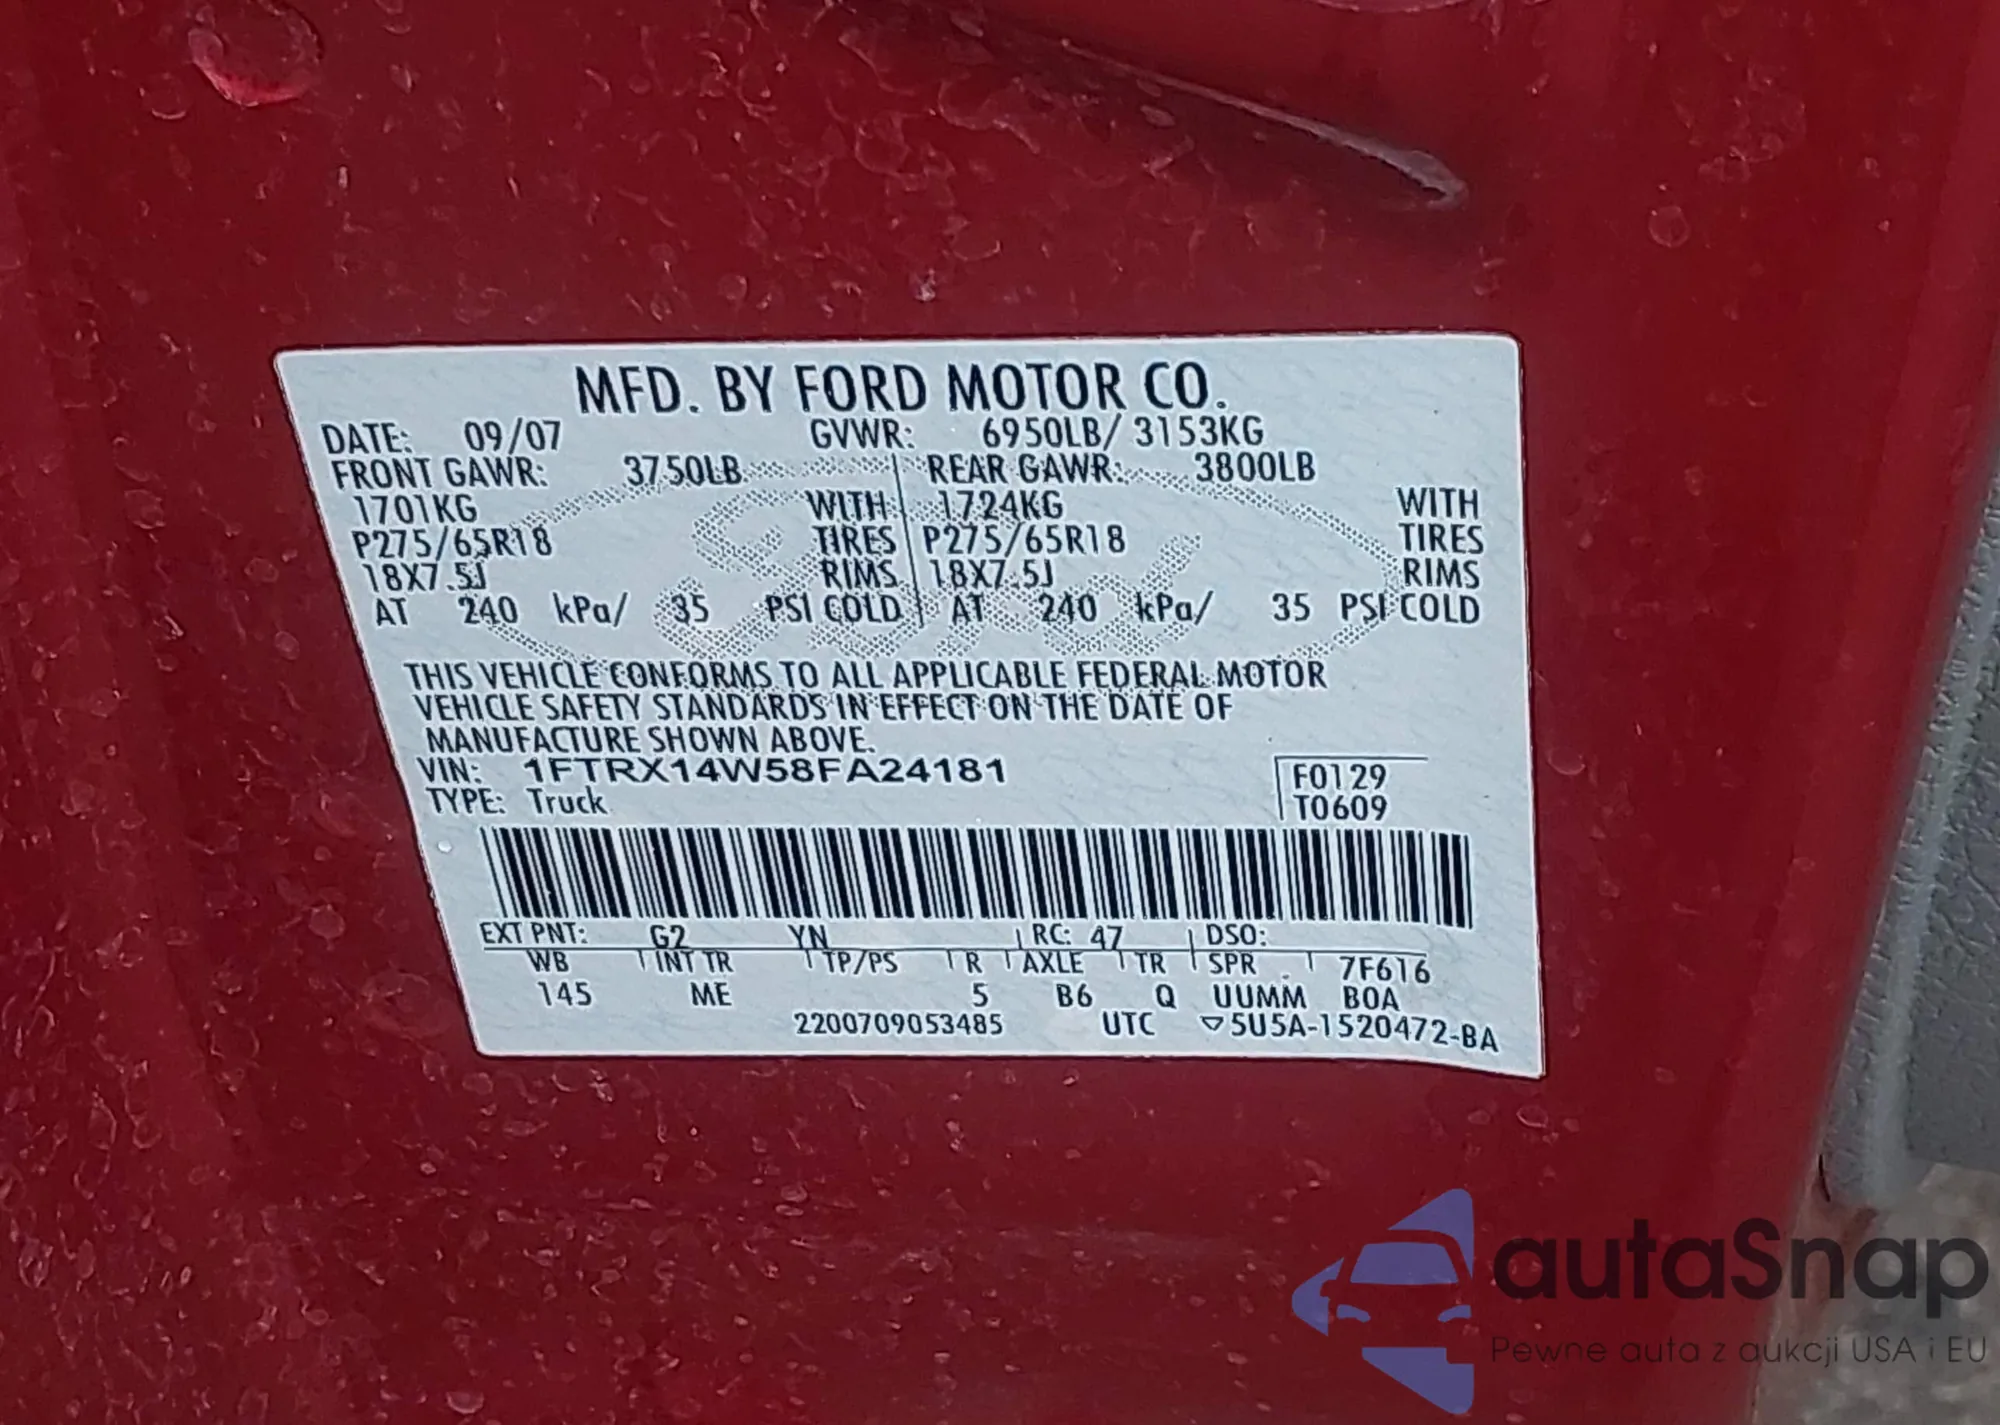 MFD. BY FORD MOTOR CO.
DATE: 09/07 GVWR: 6950LB/ 3153KG
FRONT GAWR: 3750LB REAR GAWR: 3800LB
1701KG WITH 1724KG WITH
P275/65R18 TIRES P275/65R18 TIRES
18X7.5J RIMS 18X7.5J RIMS
AT 240 kPa/ 35 PSI COLD AT 240 kPa/ 35 PSI COLD
Ford
THIS VEHICLE CONFORMS TO ALL APPLICABLE FEDERAL MOTOR
VEHICLE SAFETY STANDARDS IN EFFECT ON THE DATE OF
MANUFACTURE SHOWN ABOVE.
VIN: 1FTRX14W58FA24181 F0129
TYPE: Truck T0609
EXT PNT: G2 YN RC: 47 DSO:
WB INT TR TP/PS R AXLE TR SPR 7F616
145 ME 5 B6 Q UUMM BOA
2200709053485 UTC ▽5U5A-1520472-BA
autaSnap
Pewne auta z aukcji USA i EU